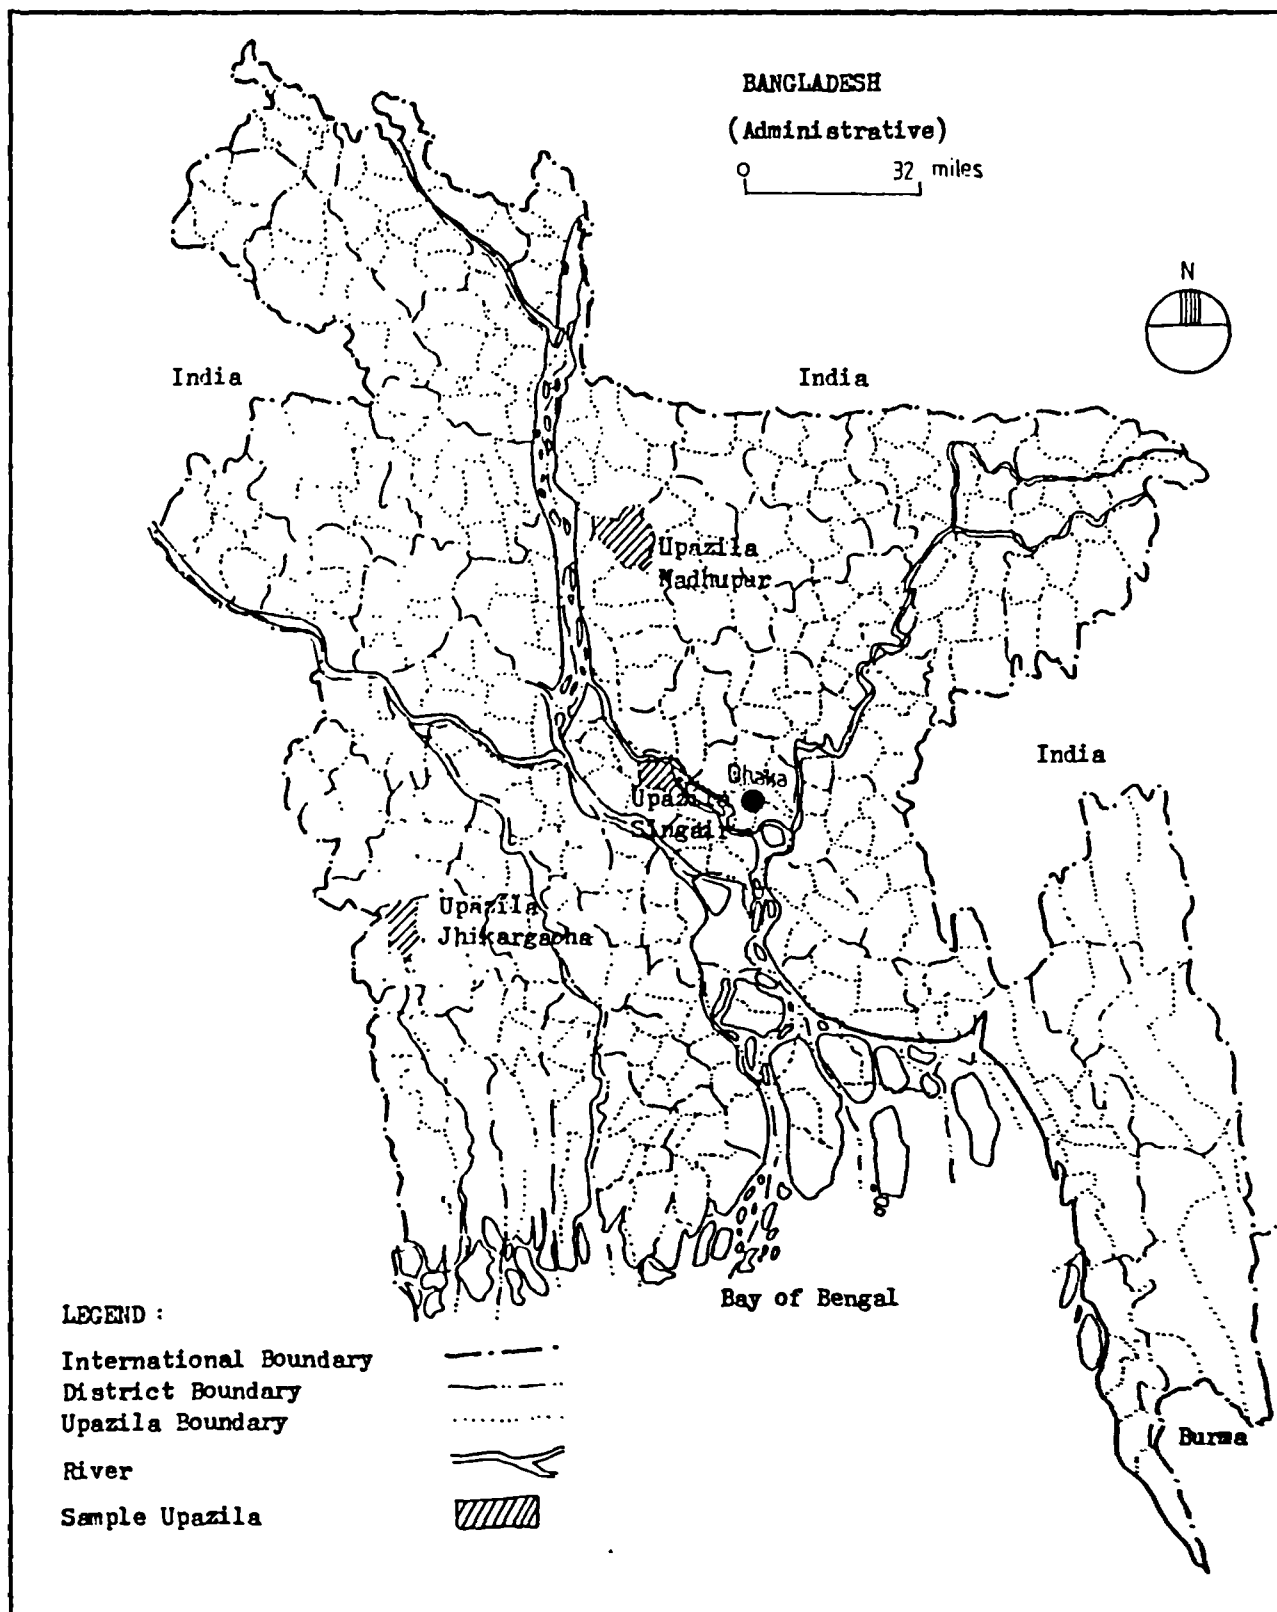 BANGLADESH
(Administrative)
0 32 miles
N
India
India
Upazila
Madhupur
India
Dhaka
Upazila
Singair
Upazila
Jhikargacha
Bay of Bengal
Burma
LEGEND :
International Boundary
District Boundary
Upazila Boundary
River
Sample Upazila